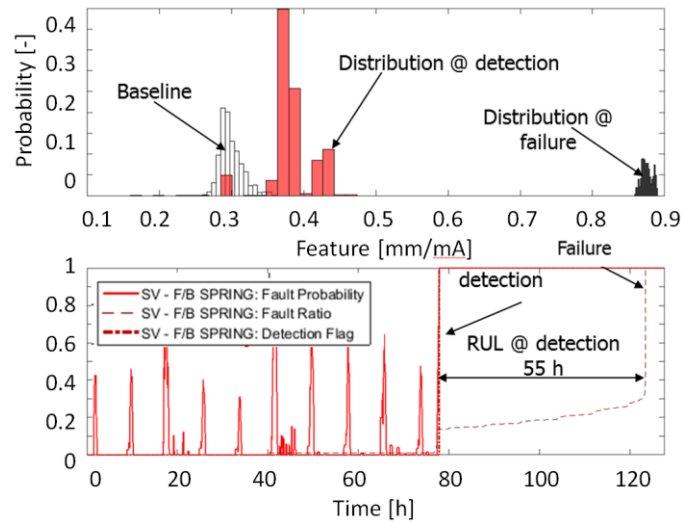 0.4
0.3
0.2
0.1
0
Probability [-]
Baseline
Distribution @ detection
Distribution @
failure
0.1 0.2 0.3 0.4 0.5 0.6 0.7 0.8 0.9
Feature [mm/mA]
Failure
1
0.8
0.6
0.4
0.2
0
SV - F/B SPRING: Fault Probability
SV - F/B SPRING: Fault Ratio
SV - F/B SPRING: Detection Flag
detection
RUL @ detection
55 h
0 20 40 60 80 100 120
Time [h]